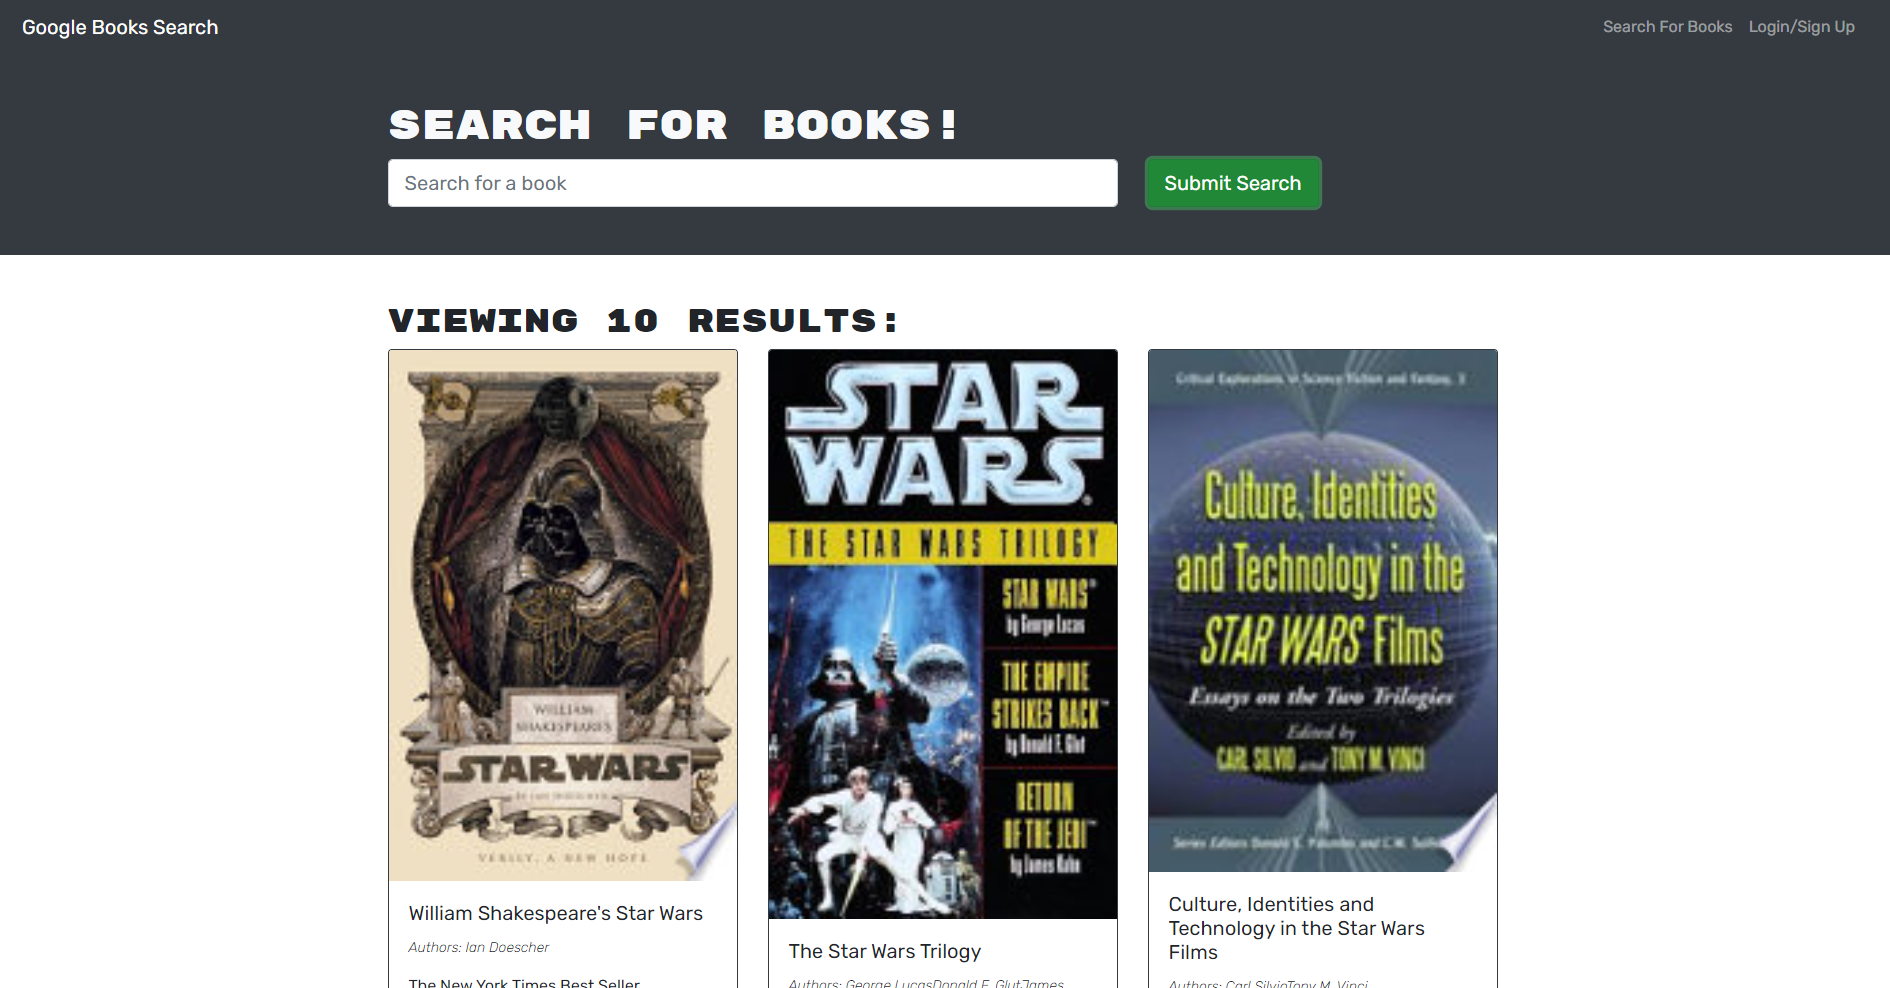 Google Books Search
Search For Books
Login/Sign Up
SEARCH FOR BOOKS!
Search for a book
Submit Search
VIEWING 10 RESULTS:
WILLIAM
SHAKESPEARE'S
STAR WARS
BY IAN DOESCHER
VERILY, A NEW HOPE
William Shakespeare's Star Wars
Authors: Ian Doescher
The New York Times Best Seller
STAR
WARS®
THE STAR WARS TRILOGY
STAR WARS™
by George Lucas
THE EMPIRE
STRIKES BACK™
by Donald F. Glut
RETURN
OF THE JEDI™
by James Kahn
The Star Wars Trilogy
Authors: George LucasDonald F. GlutJames
Critical Explorations in Science Fiction and Fantasy, 3
Culture, Identities
and Technology in the
STAR WARS Films
Essays on the Two Trilogies
Edited by
CARL SILVIO and TONY M. VINCI
Series Editors Donald E. Palumbo and C.W.
Culture, Identities and
Technology in the Star Wars
Films
Authors: Carl SilvioTony M. Vinci